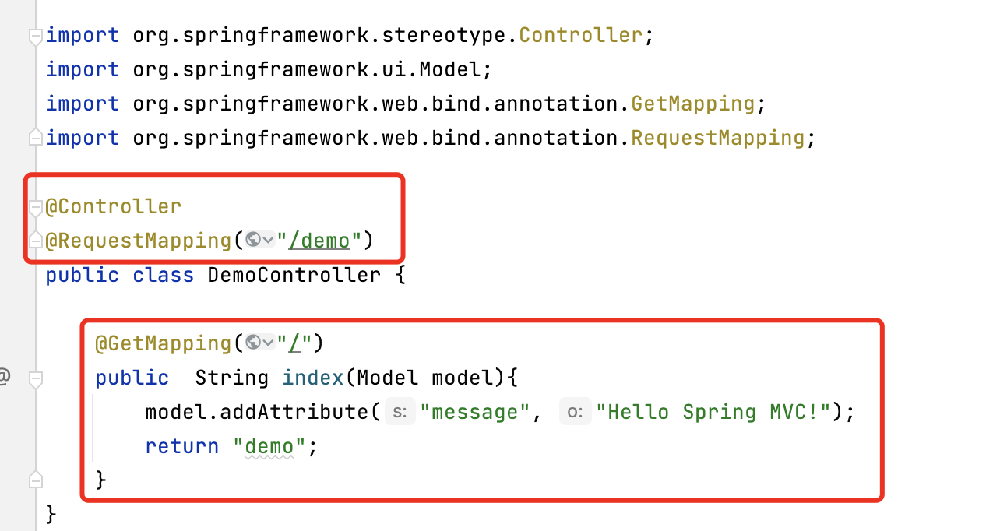 import org.springframework.stereotype.Controller;
import org.springframework.ui.Model;
import org.springframework.web.bind.annotation.GetMapping;
import org.springframework.web.bind.annotation.RequestMapping;
@Controller
@RequestMapping("/demo")
public class DemoController {
@GetMapping("/")
@ public  String index(Model model){
model.addAttribute( s: "message",  o: "Hello Spring MVC!");
return "demo";
}
}